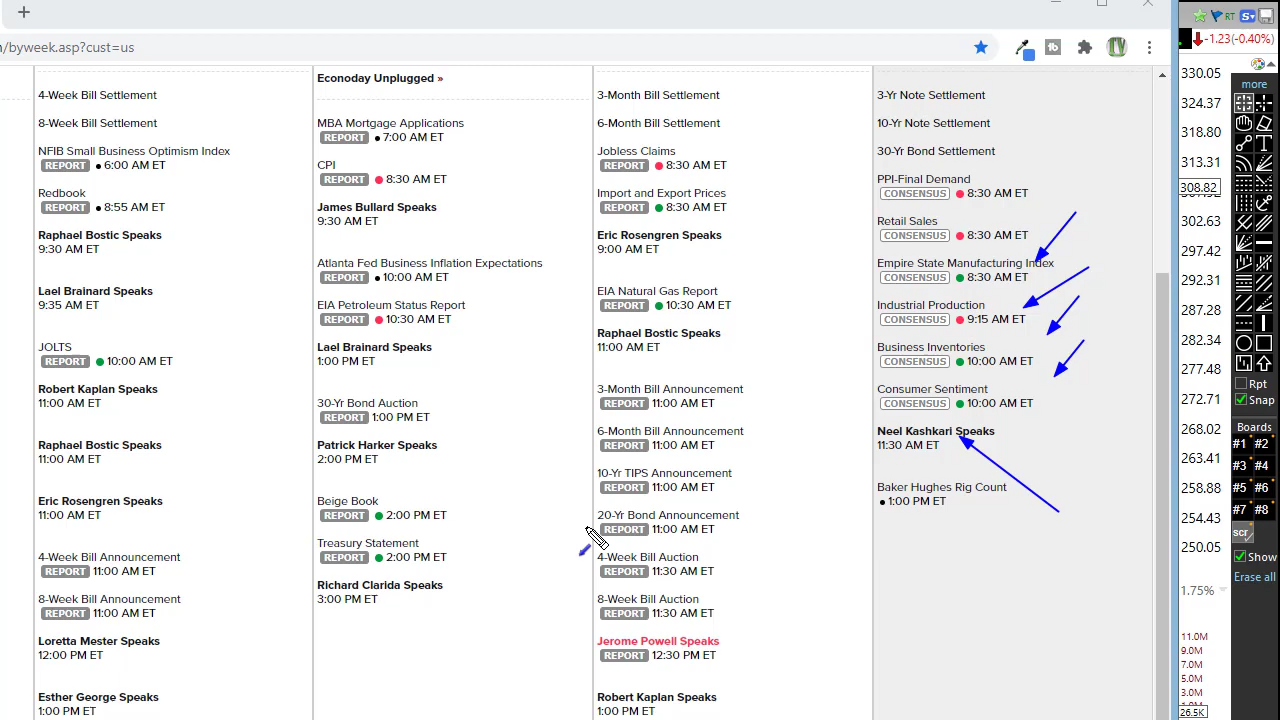 /byweek.asp?cust=us
4-Week Bill Settlement
8-Week Bill Settlement
NFIB Small Business Optimism Index
REPORT 6:00 AM ET
Redbook
REPORT 8:55 AM ET
Raphael Bostic Speaks
9:30 AM ET
Lael Brainard Speaks
9:35 AM ET
JOLTS
REPORT 10:00 AM ET
Robert Kaplan Speaks
11:00 AM ET
Raphael Bostic Speaks
11:00 AM ET
Eric Rosengren Speaks
11:00 AM ET
4-Week Bill Announcement
REPORT 11:00 AM ET
8-Week Bill Announcement
REPORT 11:00 AM ET
Loretta Mester Speaks
12:00 PM ET
Esther George Speaks
1:00 PM ET
Econoday Unplugged »
MBA Mortgage Applications
REPORT 7:00 AM ET
CPI
REPORT 8:30 AM ET
James Bullard Speaks
9:30 AM ET
Atlanta Fed Business Inflation Expectations
REPORT 10:00 AM ET
EIA Petroleum Status Report
REPORT 10:30 AM ET
Lael Brainard Speaks
1:00 PM ET
30-Yr Bond Auction
REPORT 1:00 PM ET
Patrick Harker Speaks
2:00 PM ET
Beige Book
REPORT 2:00 PM ET
Treasury Statement
REPORT 2:00 PM ET
Richard Clarida Speaks
3:00 PM ET
3-Month Bill Settlement
6-Month Bill Settlement
Jobless Claims
REPORT 8:30 AM ET
Import and Export Prices
REPORT 8:30 AM ET
Eric Rosengren Speaks
9:00 AM ET
EIA Natural Gas Report
REPORT 10:30 AM ET
Raphael Bostic Speaks
11:00 AM ET
3-Month Bill Announcement
REPORT 11:00 AM ET
6-Month Bill Announcement
REPORT 11:00 AM ET
10-Yr TIPS Announcement
REPORT 11:00 AM ET
20-Yr Bond Announcement
REPORT 11:00 AM ET
4-Week Bill Auction
REPORT 11:30 AM ET
8-Week Bill Auction
REPORT 11:30 AM ET
Jerome Powell Speaks
REPORT 12:30 PM ET
Robert Kaplan Speaks
1:00 PM ET
3-Yr Note Settlement
10-Yr Note Settlement
30-Yr Bond Settlement
PPI-Final Demand
CONSENSUS 8:30 AM ET
Retail Sales
CONSENSUS 8:30 AM ET
Empire State Manufacturing Index
CONSENSUS 8:30 AM ET
Industrial Production
CONSENSUS 9:15 AM ET
Business Inventories
CONSENSUS 10:00 AM ET
Consumer Sentiment
CONSENSUS 10:00 AM ET
Neel Kashkari Speaks
11:30 AM ET
Baker Hughes Rig Count
1:00 PM ET
RT
-1.23(-0.40%)
330.05
324.37
318.80
313.31
308.82
302.63
297.42
292.31
287.28
282.34
277.48
272.71
268.02
263.41
258.88
254.43
250.05
1.75%
11.0M
9.0M
7.0M
5.0M
3.0M
26.5K
more
Rpt
Snap
Boards
#1 #2
#3 #4
#5 #6
#7 #8
scr
Show
Erase all